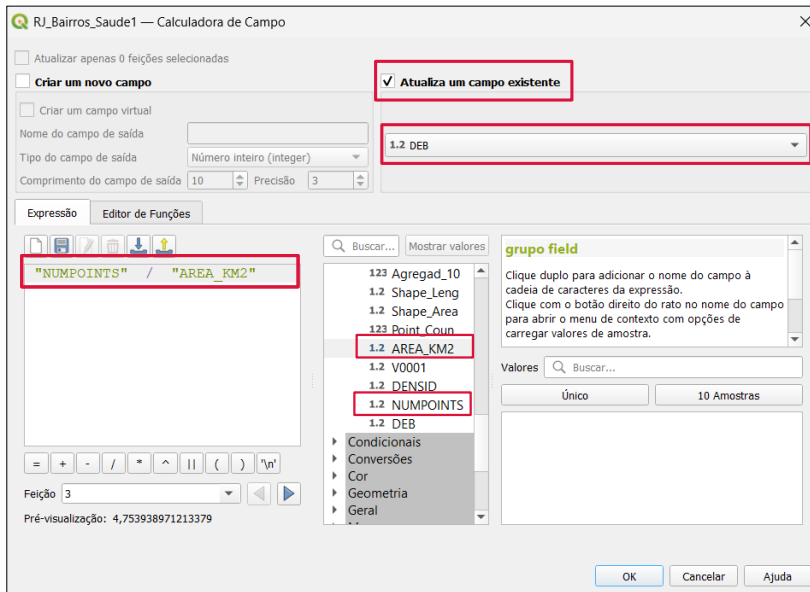 RJ_Bairros_Saude1 — Calculadora de Campo
Atualizar apenas 0 feições selecionadas
Criar um novo campo
Atualiza um campo existente
Criar um campo virtual
Nome do campo de saída
Tipo do campo de saída Número inteiro (integer)
Comprimento do campo de saída 10 Precisão 3
1.2 DEB
Expressão Editor de Funções
"NUMPOINTS" / "AREA_KM2"
= + - / * ^ || ( ) '\n'
Feição 3
Pré-visualização: 4,753938971213379
Buscar... Mostrar valores
123 Agregad_10
1.2 Shape_Leng
1.2 Shape_Area
123 Point_Coun
1.2 AREA_KM2
1.2 V0001
1.2 DENSID
1.2 NUMPOINTS
1.2 DEB
Condicionais
Conversões
Cor
Geometria
Geral
grupo field
Clique duplo para adicionar o nome do campo à
cadeia de caracteres da expressão.
Clique com o botão direito do rato no nome do campo
para abrir o menu de contexto com opções de
carregar valores de amostra.
Valores Buscar...
Único 10 Amostras
OK Cancelar Ajuda